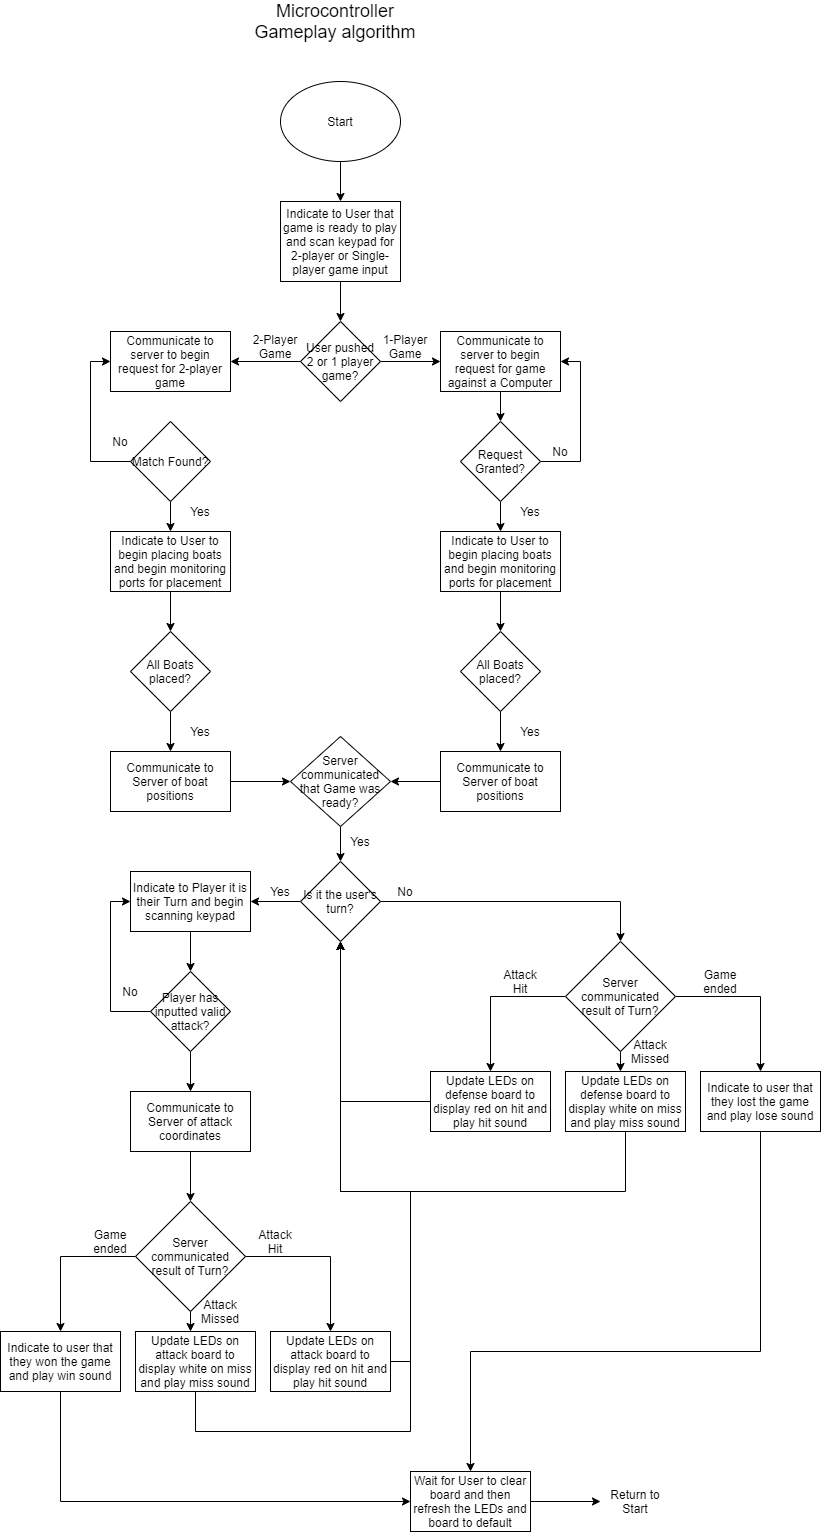 Microcontroller
Gameplay algorithm
Start
Indicate to User that
game is ready to play
and scan keypad for
2-player or Single-
player game input
Communicate to
server to begin
request for 2-player
game
2-Player
Game
User pushed
2 or 1 player
game?
1-Player
Game
Communicate to
server to begin
request for game
against a Computer
No
Match Found?
Yes
Request
Granted?
No
Yes
Indicate to User to
begin placing boats
and begin monitoring
ports for placement
Indicate to User to
begin placing boats
and begin monitoring
ports for placement
All Boats
placed?
Yes
All Boats
placed?
Yes
Communicate to
Server of boat
positions
Server
communicated
that Game was
ready?
Communicate to
Server of boat
positions
Yes
Indicate to Player it is
their Turn and begin
scanning keypad
Yes
Is it the user's
turn?
No
No
Player has
inputted valid
attack?
Attack
Hit
Server
communicated
result of Turn?
Game
ended
Attack
Missed
Update LEDs on
defense board to
display red on hit and
play hit sound
Update LEDs on
defense board to
display white on miss
and play miss sound
Indicate to user that
they lost the game
and play lose sound
Communicate to
Server of attack
coordinates
Game
ended
Server
communicated
result of Turn?
Attack
Hit
Attack
Missed
Indicate to user that
they won the game
and play win sound
Update LEDs on
attack board to
display white on miss
and play miss sound
Update LEDs on
attack board to
display red on hit and
play hit sound
Wait for User to clear
board and then
refresh the LEDs and
board to default
Return to
Start